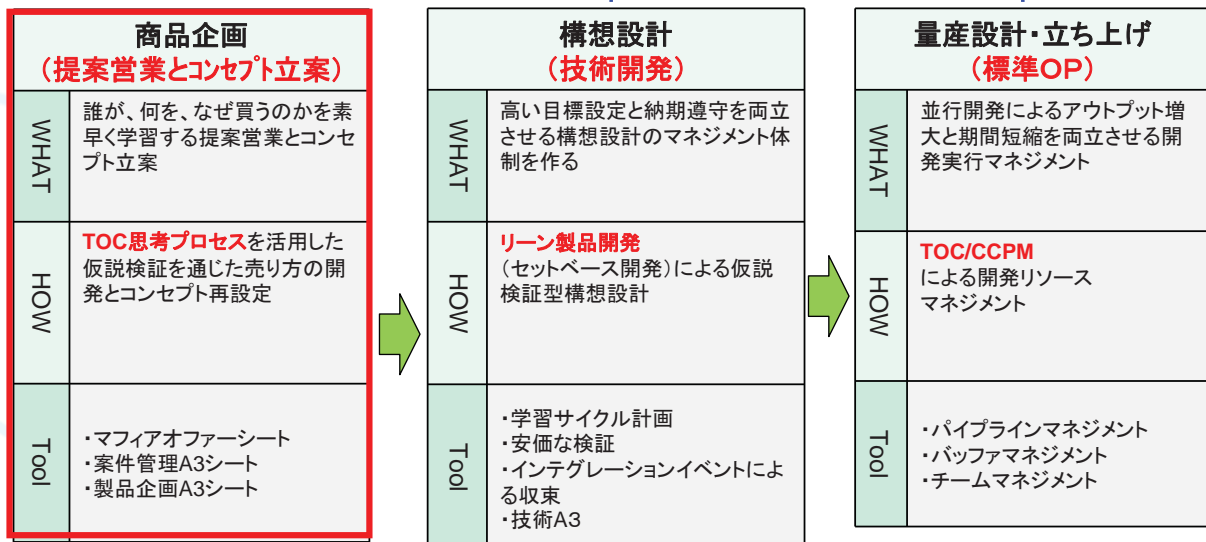 商品企画
（提案営業とコンセプト立案）
WHAT
誰が、何を、なぜ買うのかを素
早く学習する提案営業とコンセ
プト立案
HOW
TOC思考プロセスを活用した
仮説検証を通じた売り方の開
発とコンセプト再設定
Tool
・マフィアオファーシート
・案件管理A3シート
・製品企画A3シート
構想設計
（技術開発）
WHAT
高い目標設定と納期遵守を両立
させる構想設計のマネジメント体
制を作る
HOW
リーン製品開発
（セットベース開発）による仮説
検証型構想設計
Tool
・学習サイクル計画
・安価な検証
・インテグレーションイベントによ
る収束
・技術A3
量産設計・立ち上げ
（標準OP）
WHAT
並行開発によるアウトプット増
大と期間短縮を両立させる開
発実行マネジメント
HOW
TOC/CCPM
による開発リソース
マネジメント
Tool
・パイプラインマネジメント
・バッファマネジメント
・チームマネジメント